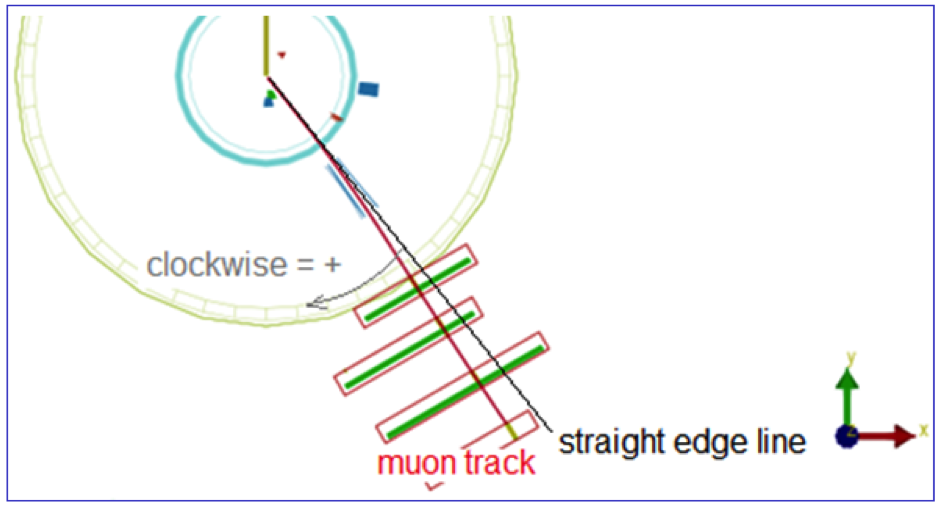 clockwise = +
straight edge line
muon track
y
x
z